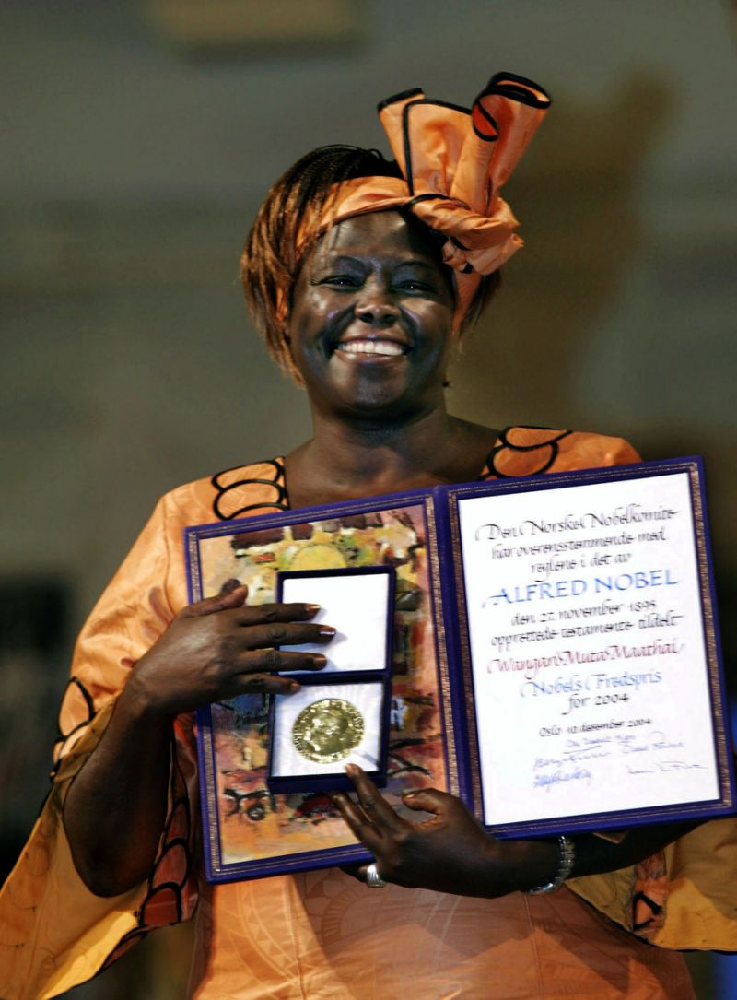 Den Norske Nobelkomite
har overensstemmende med
reglene i det av
ALFRED NOBEL
den 27. november 1895
opprettede testamente tildelt
Wangari Muta Maathai
Nobels Fredspris
for 2004
Oslo 10 desember 2004